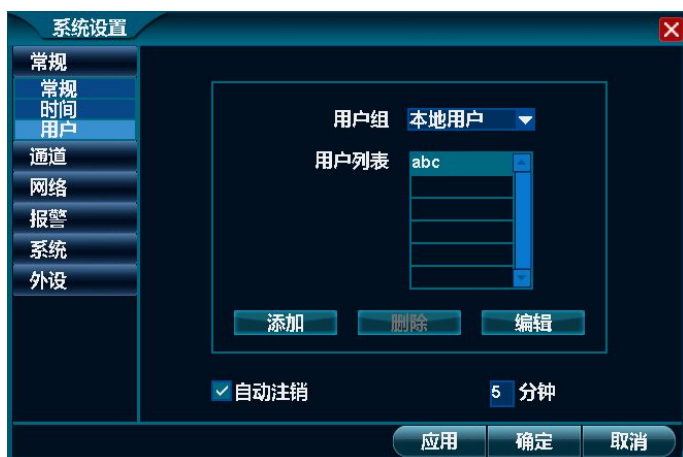 系统设置
常规
常规
时间
用户
通道
网络
报警
系统
外设
用户组 本地用户
用户列表 abc
添加 删除 编辑
自动注销 5 分钟
应用 确定 取消